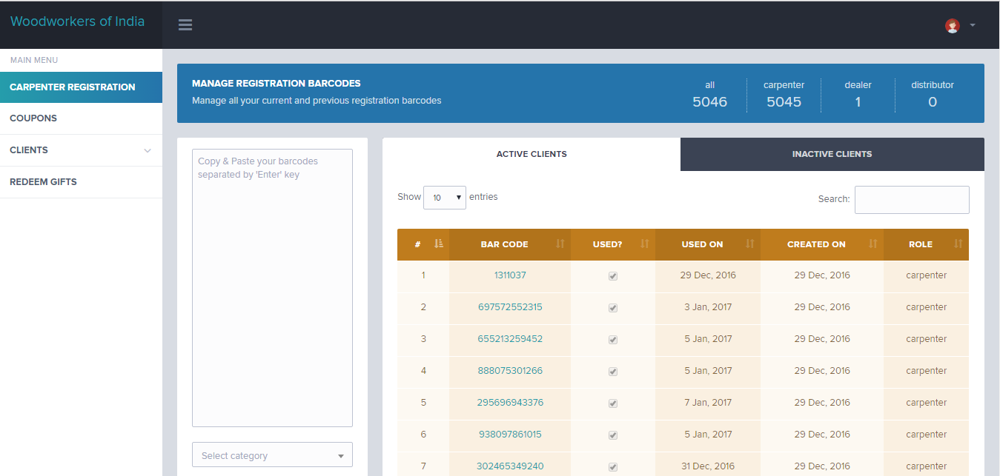 Woodworkers of India
MAIN MENU
CARPENTER REGISTRATION
COUPONS
CLIENTS
REDEEM GIFTS
MANAGE REGISTRATION BARCODES
Manage all your current and previous registration barcodes
all carpenter dealer distributor
5046 5045 1 0
Copy & Paste your barcodes
separated by 'Enter' key
Select category
ACTIVE CLIENTS INACTIVE CLIENTS
Show 10 entries Search:
# BAR CODE USED? USED ON CREATED ON ROLE
1 1311037 29 Dec, 2016 29 Dec, 2016 carpenter
2 697572552315 3 Jan, 2017 29 Dec, 2016 carpenter
3 655213259452 5 Jan, 2017 29 Dec, 2016 carpenter
4 888075301266 5 Jan, 2017 29 Dec, 2016 carpenter
5 295696943376 7 Jan, 2017 29 Dec, 2016 carpenter
6 938097861015 5 Jan, 2017 29 Dec, 2016 carpenter
7 302465349240 31 Dec, 2016 29 Dec, 2016 carpenter